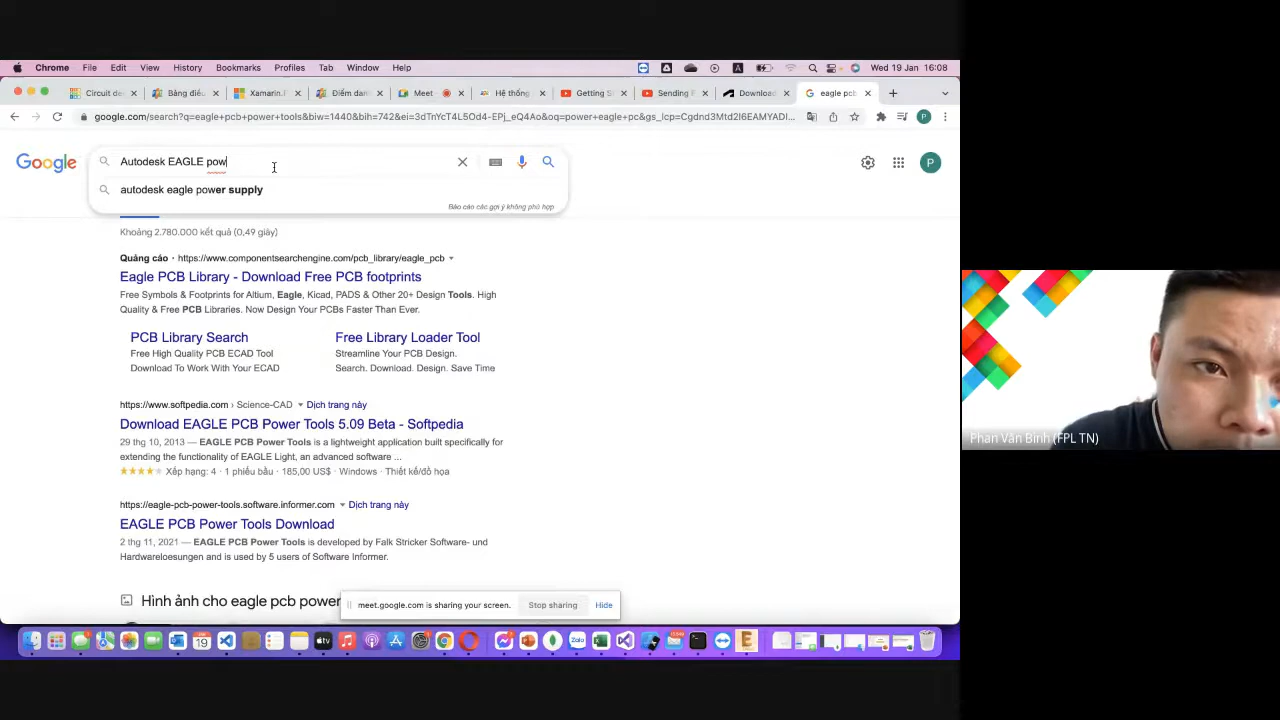 Chrome File Edit View History Bookmarks Profiles Tab Window Help Wed 19 Jan 16:08
Circuit des Bảng điều Xamarin.F Điểm dan Meet Hệ thống Getting S Sending F Download eagle pcb
google.com/search?q=eagle+pcb+power+tools&biw=1440&bih=742&ei=3dTnYcT4L5Od4-EPj_eQ4Ao&oq=power+eagle+pc&gs_lcp=Cgdnd3Mtd2l6EAMYADI...
Google
Autodesk EAGLE pow
P
autodesk eagle power supply
Báo cáo các gợi ý không phù hợp
Khoảng 2.780.000 kết quả (0,49 giây)
Quảng cáo · https://www.componentsearchengine.com/pcb_library/eagle_pcb
Eagle PCB Library - Download Free PCB footprints
Free Symbols & Footprints for Altium, Eagle, Kicad, PADS & Other 20+ Design Tools. High
Quality & Free PCB Libraries. Now Design Your PCBs Faster Than Ever.
PCB Library Search
Free High Quality PCB ECAD Tool
Download To Work With Your ECAD
Free Library Loader Tool
Streamline Your PCB Design.
Search. Download. Design. Save Time
https://www.softpedia.com › Science-CAD Dịch trang này
Download EAGLE PCB Power Tools 5.09 Beta - Softpedia
29 thg 10, 2013 — EAGLE PCB Power Tools is a lightweight application built specifically for
extending the functionality of EAGLE Light, an advanced software ...
Xếp hạng: 4 · 1 phiếu bầu · 185,00 US$ · Windows · Thiết kế/đồ họa
https://eagle-pcb-power-tools.software.informer.com Dịch trang này
EAGLE PCB Power Tools Download
2 thg 11, 2021 — EAGLE PCB Power Tools is developed by Falk Stricker Software- und
Hardwareloesungen and is used by 5 users of Software Informer.
Hình ảnh cho eagle pcb power
meet.google.com is sharing your screen. Stop sharing Hide
Phan Văn Bình (FPL TN)